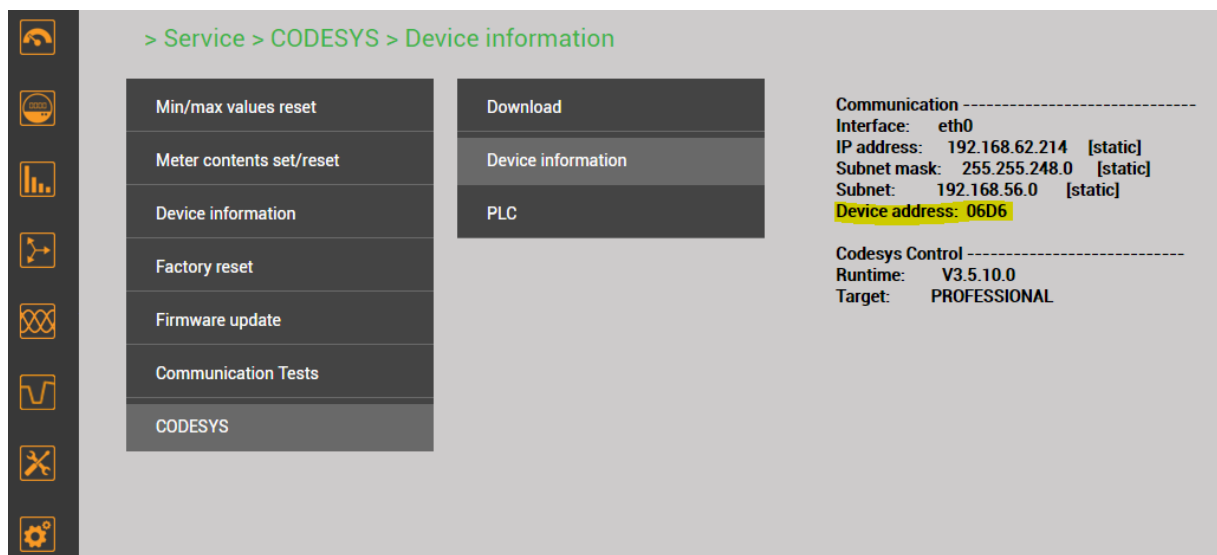 > Service > CODESYS > Device information
Min/max values reset
Meter contents set/reset
Device information
Factory reset
Firmware update
Communication Tests
CODESYS
Download
Device information
PLC
Communication -----------------------------
Interface: eth0
IP address: 192.168.62.214 [static]
Subnet mask: 255.255.248.0 [static]
Subnet: 192.168.56.0 [static]
Device address: 06D6
Codesys Control ---------------------------
Runtime: V3.5.10.0
Target: PROFESSIONAL